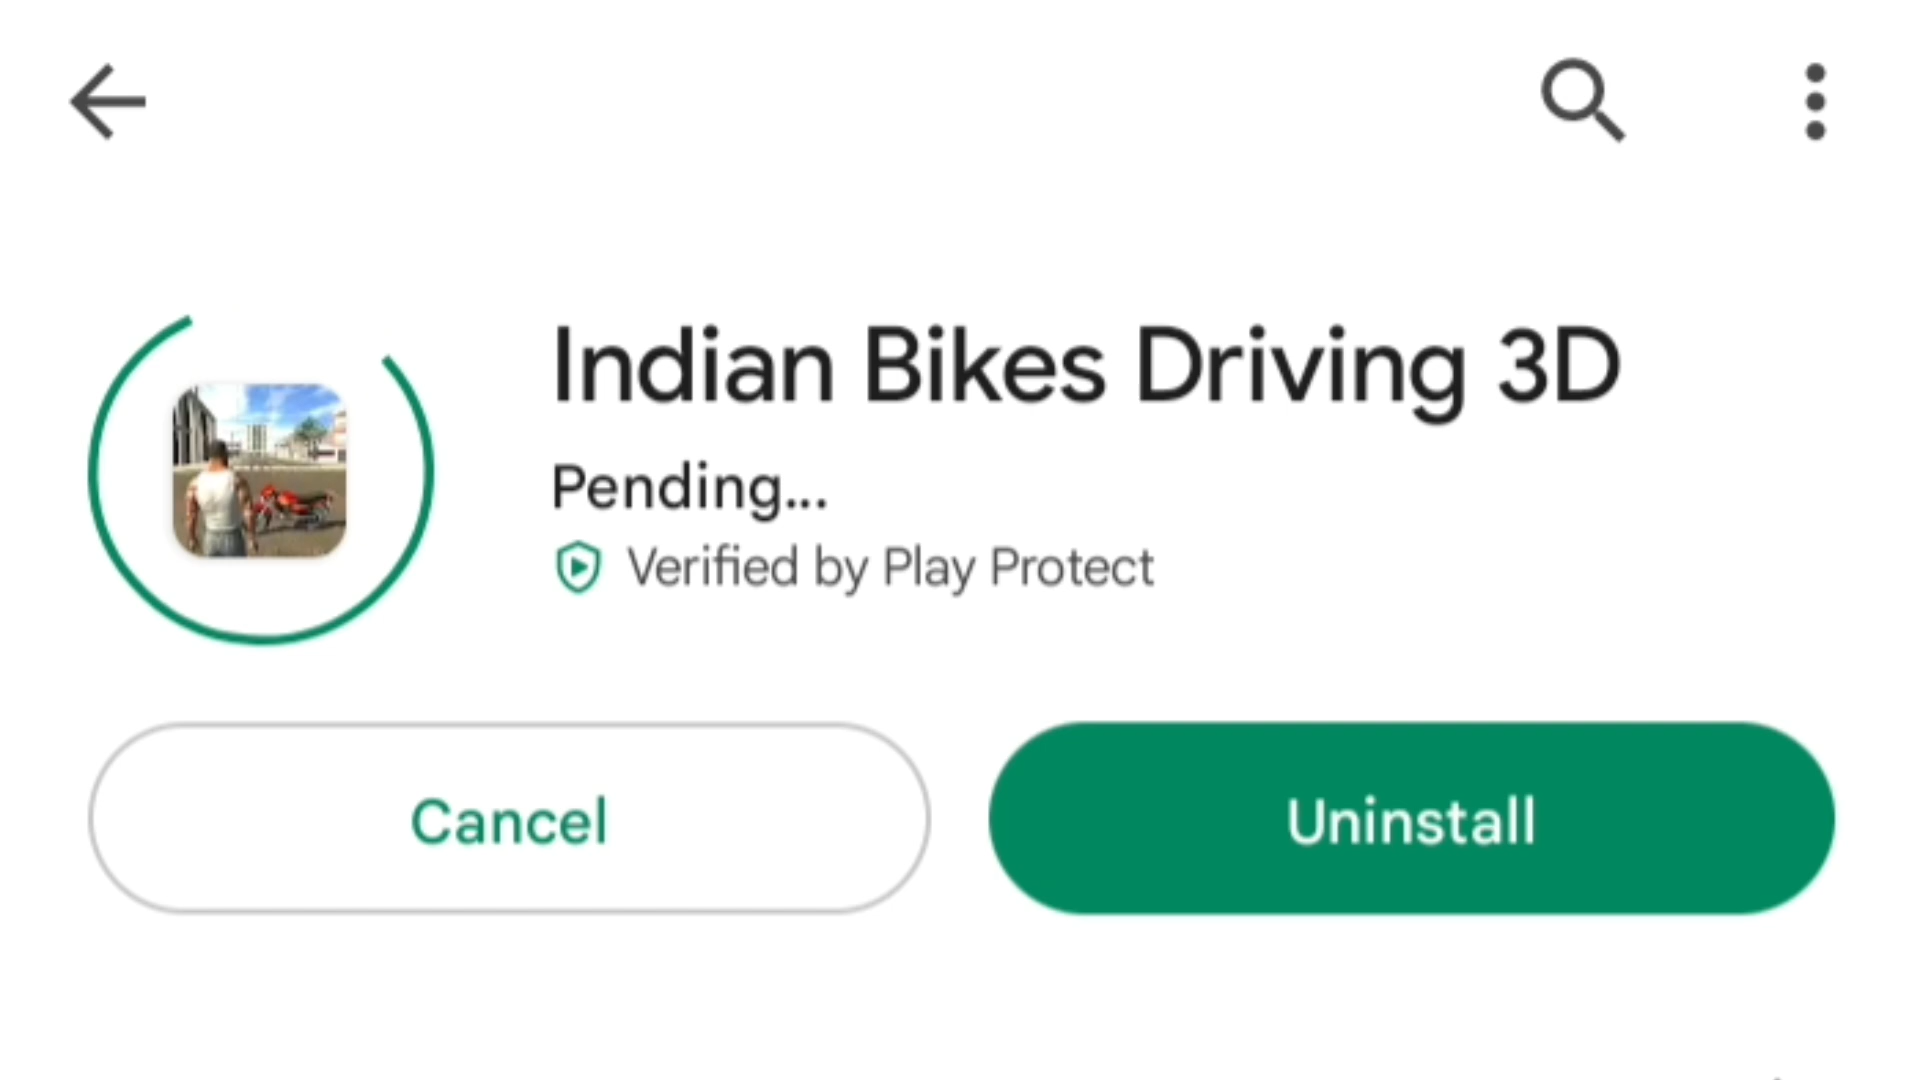 Indian Bikes Driving 3D
Pending...
Verified by Play Protect
Cancel
Uninstall